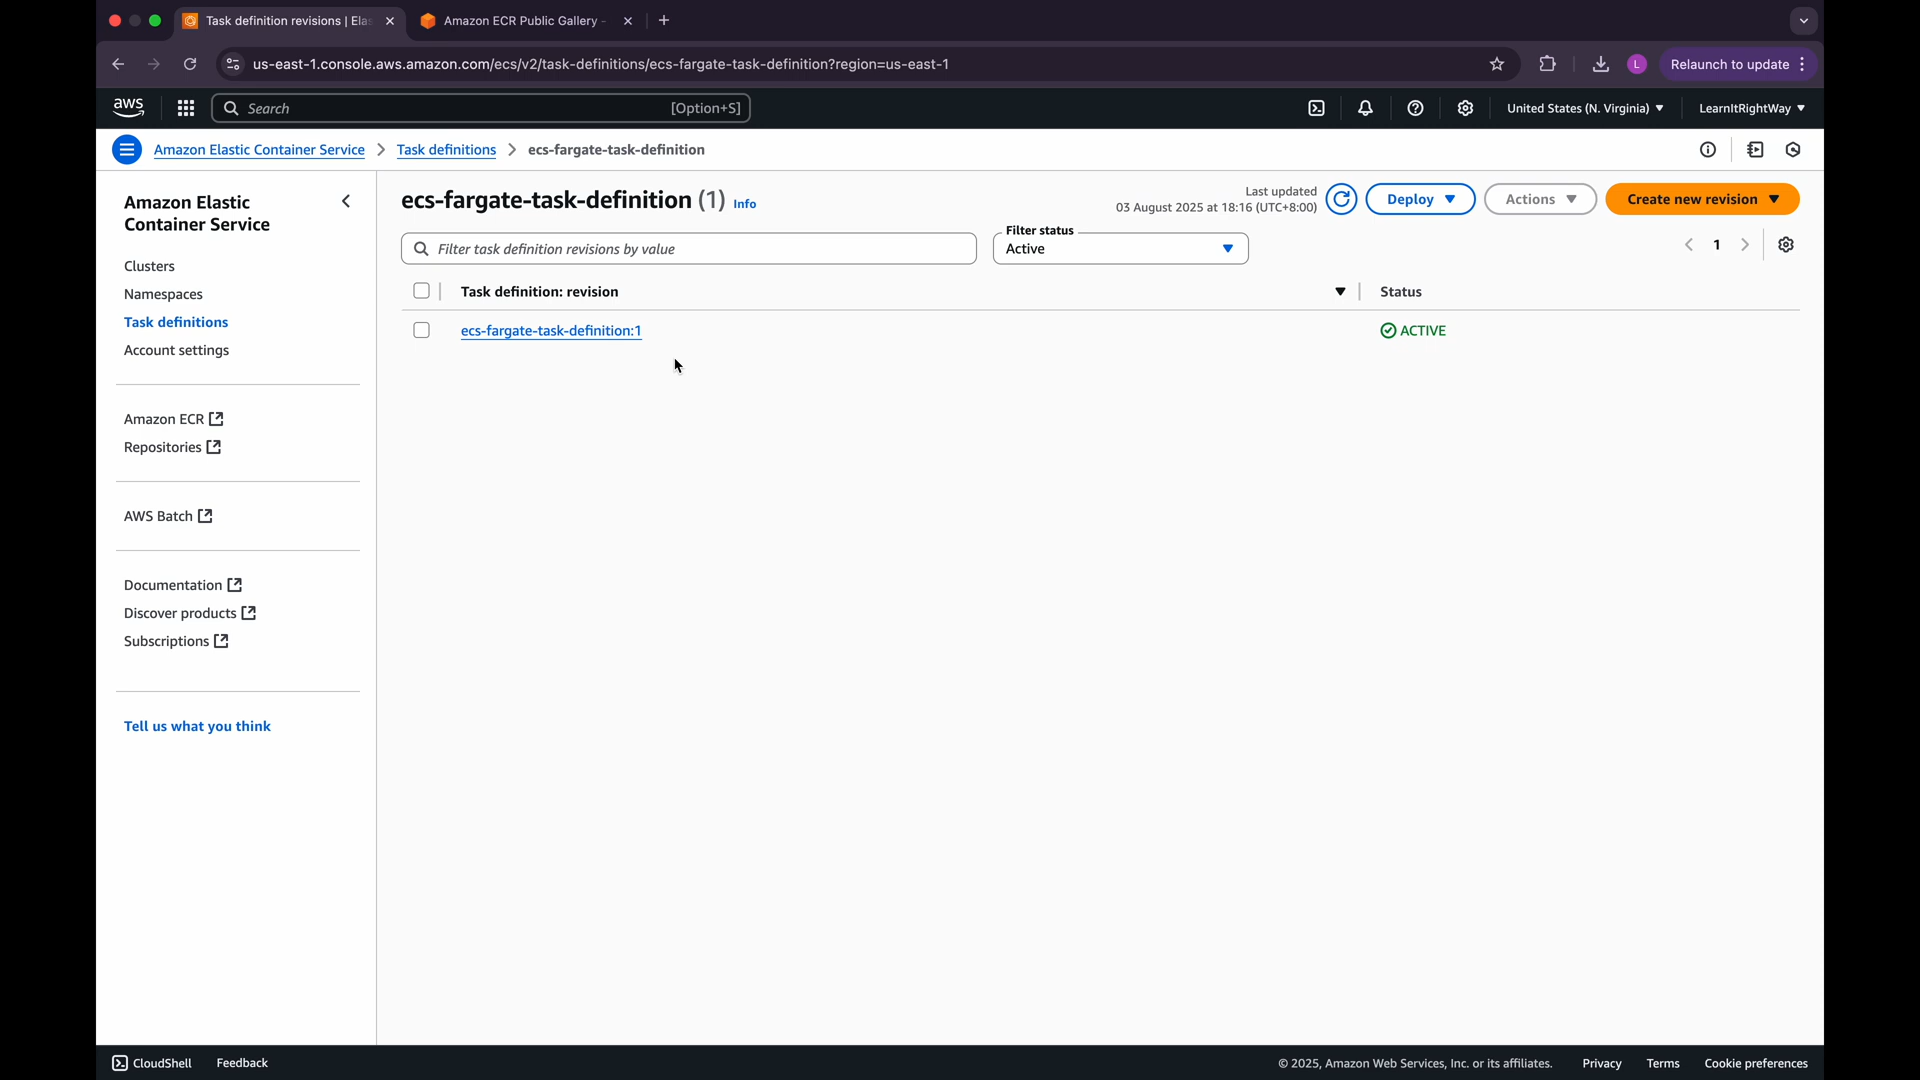 Task definition revisions | Ela
Amazon ECR Public Gallery -
us-east-1.console.aws.amazon.com/ecs/v2/task-definitions/ecs-fargate-task-definition?region=us-east-1
L
Relaunch to update
aws
Search
[Option+S]
United States (N. Virginia)
LearnItRightWay
Amazon Elastic Container Service
Task definitions
ecs-fargate-task-definition
Amazon Elastic
Container Service
Clusters
Namespaces
Task definitions
Account settings
Amazon ECR
Repositories
AWS Batch
Documentation
Discover products
Subscriptions
Tell us what you think
ecs-fargate-task-definition (1) Info
Last updated
03 August 2025 at 18:16 (UTC+8:00)
Deploy
Actions
Create new revision
Filter task definition revisions by value
Filter status
Active
1
Task definition: revision
Status
ecs-fargate-task-definition:1
ACTIVE
CloudShell
Feedback
© 2025, Amazon Web Services, Inc. or its affiliates.
Privacy
Terms
Cookie preferences